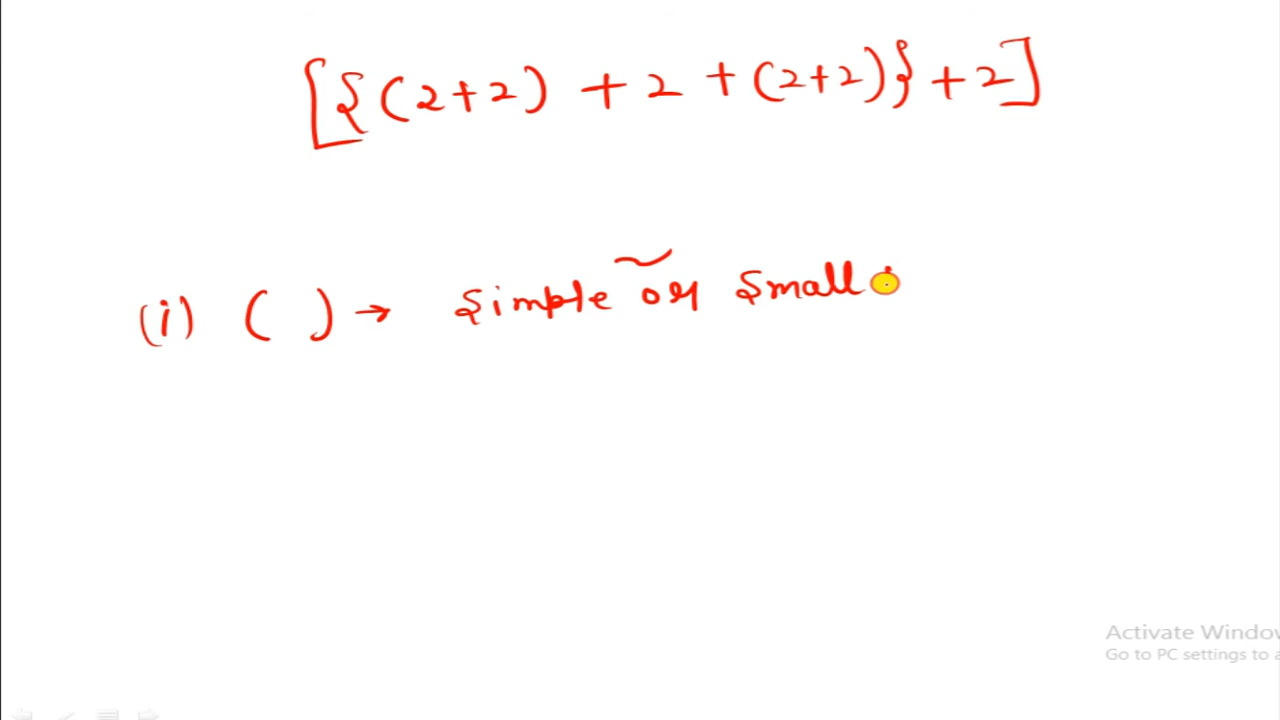 [{(2+2) + 2 + (2+2)} + 2]
(i) ( ) → Simple or Small
Activate Window
Go to PC settings to a